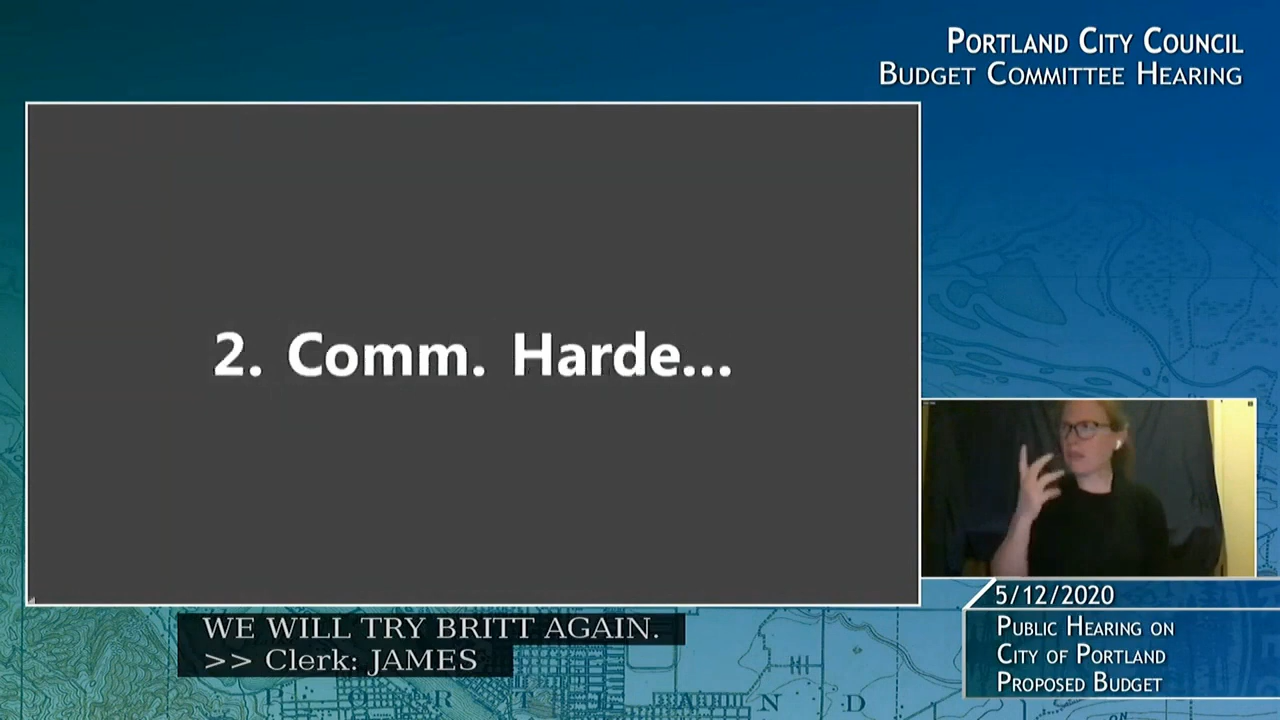 PORTLAND CITY COUNCIL
BUDGET COMMITTEE HEARING
2. Comm. Harde...
5/12/2020
PUBLIC HEARING ON
CITY OF PORTLAND
PROPOSED BUDGET
WE WILL TRY BRITT AGAIN.
>> Clerk: JAMES